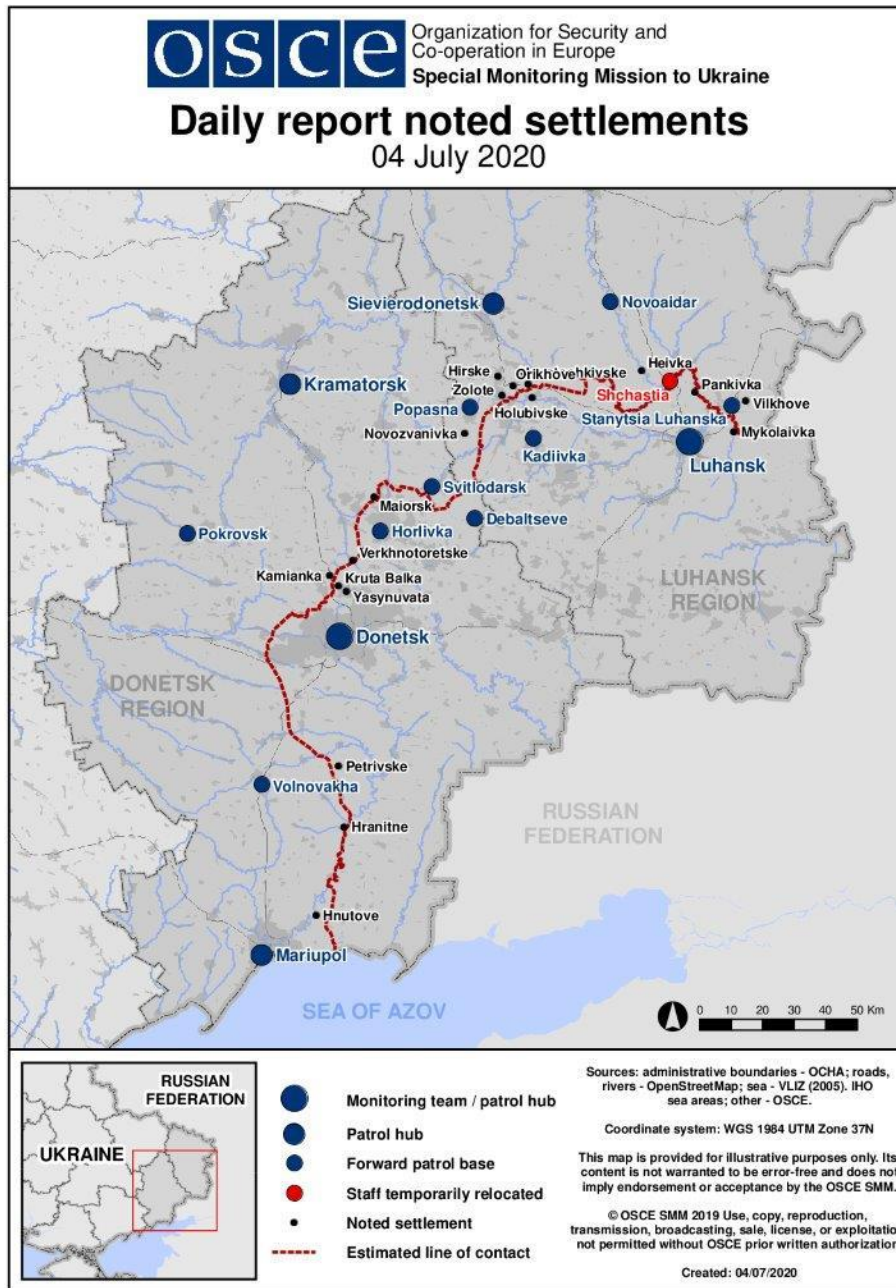 osce
Organization for Security and
Co-operation in Europe
Special Monitoring Mission to Ukraine
Daily report noted settlements
04 July 2020
Sievierodonetsk
Novoaidar
Heivka
Hirske
Orikhove
hkivske
Kramatorsk
Zolote
Shchastia
Pankivka
Popasna
Holubivske
Vilkhove
Stanytsia Luhanska
Novozvanivka
Mykolaivka
Kadiivka
Luhansk
Svitlodarsk
Maiorsk
Debaltseve
Pokrovsk
Horlivka
Verkhnotoretske
Kamianka
Kruta Balka
LUHANSK
REGION
Yasynuvata
Donetsk
DONETSK
REGION
Petrivske
Volnovakha
RUSSIAN
FEDERATION
Hranitne
Hnutove
Mariupol
SEA OF AZOV
0 10 20 30 40 50 Km
RUSSIAN
FEDERATION
UKRAINE
Monitoring team / patrol hub
Patrol hub
Forward patrol base
Staff temporarily relocated
Noted settlement
Estimated line of contact
Sources: administrative boundaries - OCHA; roads,
rivers - OpenStreetMap; sea - VLIZ (2005). IHO
sea areas; other - OSCE.
Coordinate system: WGS 1984 UTM Zone 37N
This map is provided for illustrative purposes only. Its
content is not warranted to be error-free and does not
imply endorsement or acceptance by the OSCE SMM.
© OSCE SMM 2019 Use, copy, reproduction,
transmission, broadcasting, sale, license, or exploitatio
not permitted without OSCE prior written authorization
Created: 04/07/2020